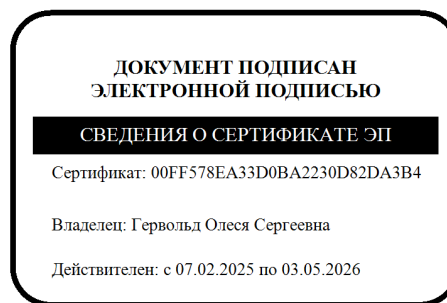 ДОКУМЕНТ ПОДПИСАН
ЭЛЕКТРОННОЙ ПОДПИСЬЮ
СВЕДЕНИЯ О СЕРТИФИКАТЕ ЭП
Сертификат: 00FF578EA33D0BA2230D82DA3B4
Владелец: Гервольд Олеся Сергеевна
Действителен: с 07.02.2025 по 03.05.2026